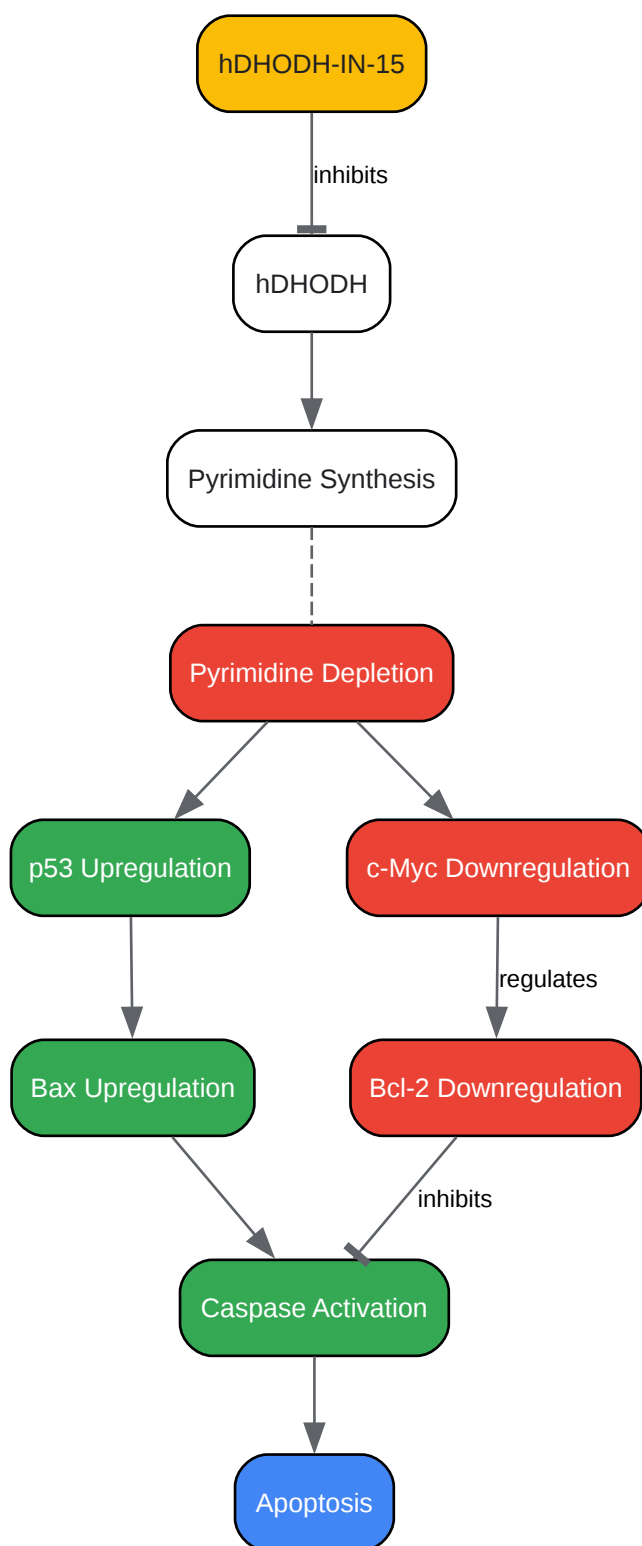 hDHODH-IN-15
inhibits
hDHODH
Pyrimidine Synthesis
Pyrimidine Depletion
p53 Upregulation
c-Myc Downregulation
regulates
Bax Upregulation
Bcl-2 Downregulation
inhibits
Caspase Activation
Apoptosis